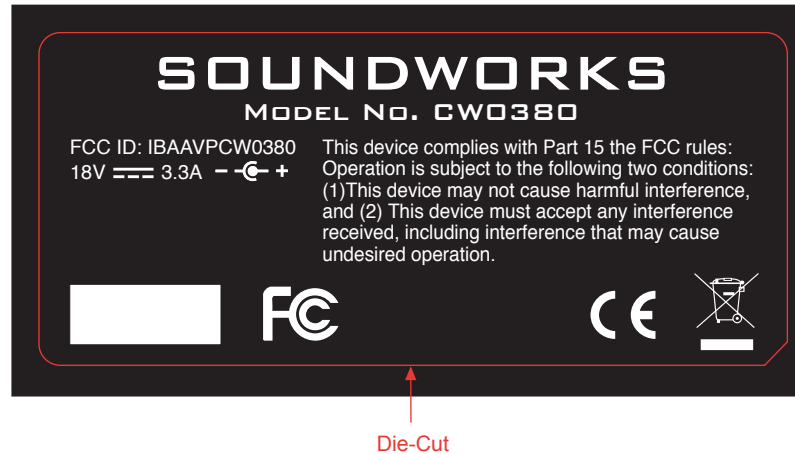 SOUNDWORKS
MODEL NO. CW0380
FCC ID: IBAAVPCW0380
18V 3.3A - +
This device complies with Part 15 the FCC rules:
Operation is subject to the following two conditions:
(1)This device may not cause harmful interference,
and (2) This device must accept any interference
received, including interference that may cause
undesired operation.
FC CE
Die-Cut